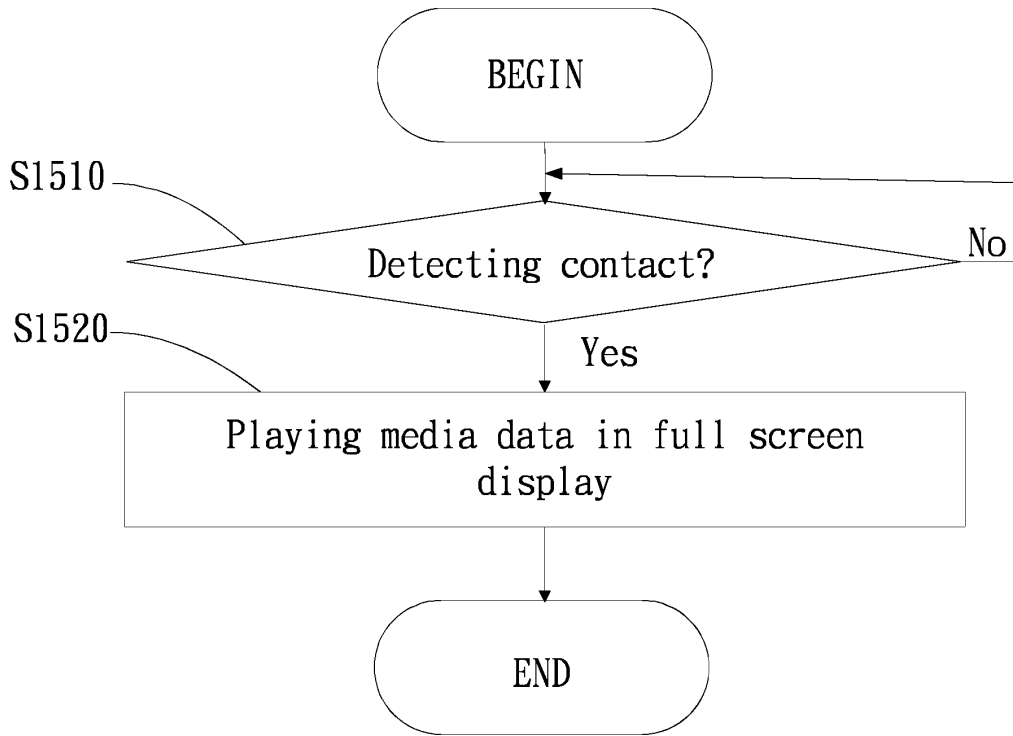 BEGIN
S1510
Detecting contact?
No
S1520
Yes
Playing media data in full screen
display
END